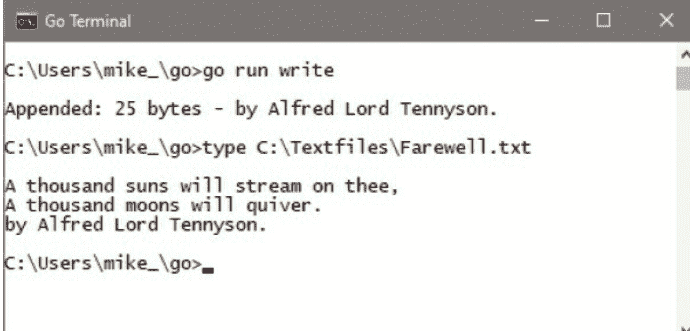 Go Terminal
C:\Users\mike_\go>go run write
Appended: 25 bytes - by Alfred Lord Tennyson.
C:\Users\mike_\go>type C:\Textfiles\Farewell.txt
A thousand suns will stream on thee,
A thousand moons will quiver.
by Alfred Lord Tennyson.
C:\Users\mike_\go>